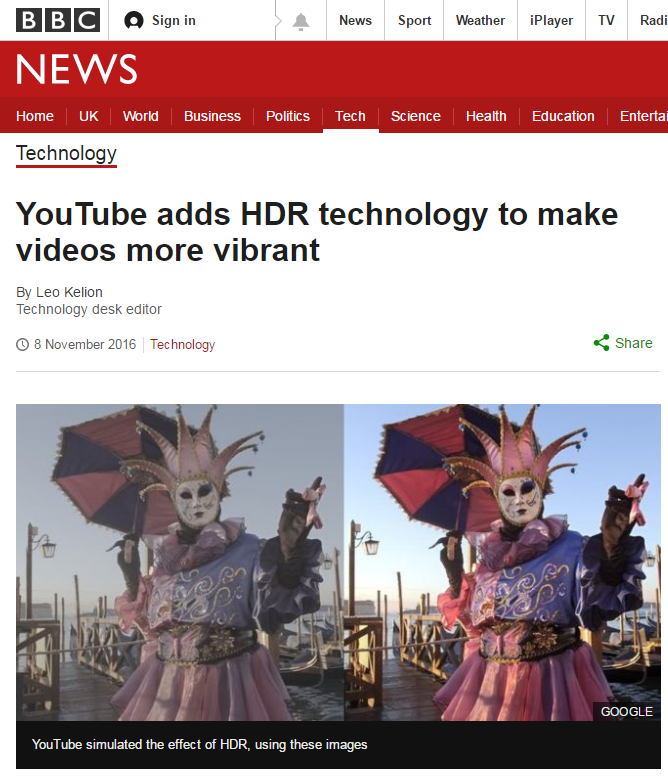 BBC Sign in News Sport Weather iPlayer TV Radi
NEWS
Home UK World Business Politics Tech Science Health Education Entertai
Technology
YouTube adds HDR technology to make
videos more vibrant
By Leo Kelion
Technology desk editor
8 November 2016 Technology Share
GOOGLE
YouTube simulated the effect of HDR, using these images